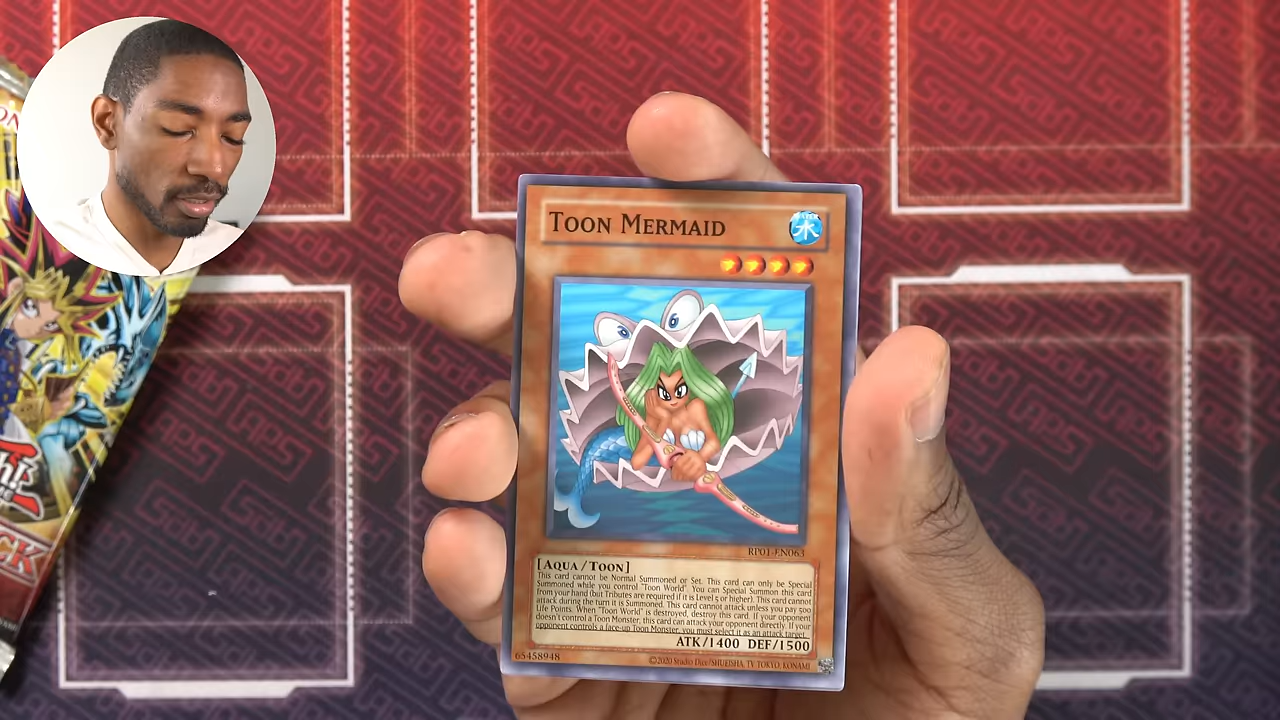 TOON MERMAID
水
RP01-EN063
[AQUA/TOON]
This card cannot be Normal Summoned or Set. This card can only be Special
Summoned while you control "Toon World". You can Special Summon this card
from your hand (but Tributes are required if it is Level 5 or higher). This card cannot
attack during the turn it is Summoned. This card cannot attack unless you pay 500
Life Points. When "Toon World" is destroyed, destroy this card. If your opponent
doesn't control a Toon Monster, this card can attack your opponent directly. If your
opponent controls a face-up Toon Monster, you must select it as an attack target.
ATK/1400 DEF/1500
65458948
©2020 Studio Dice/SHUEISHA, TV TOKYO, KONAMI